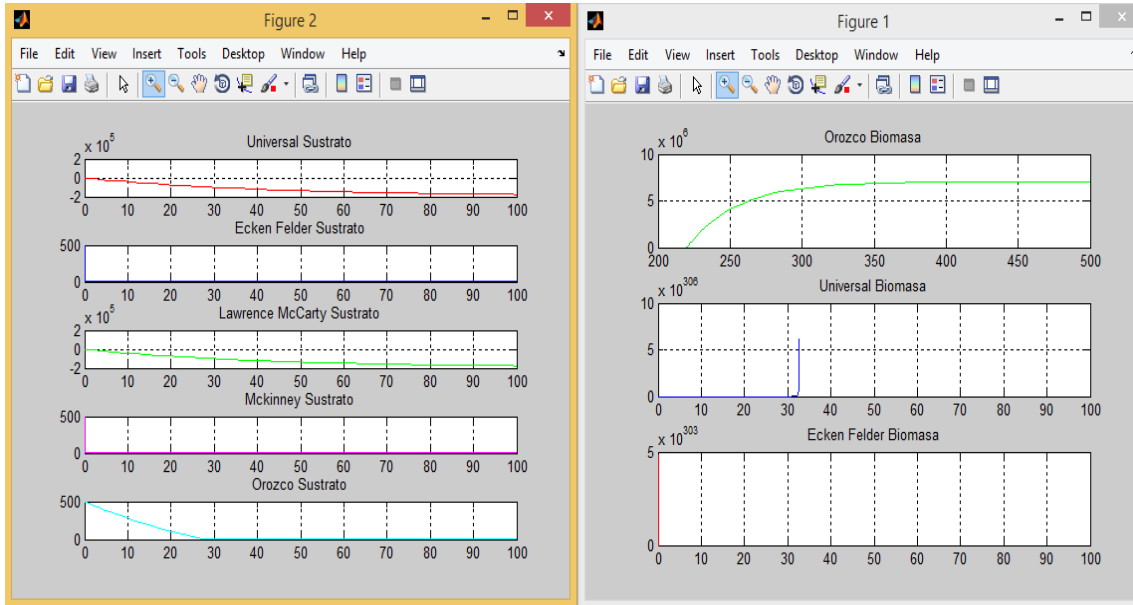 Figure 2
File Edit View Insert Tools Desktop Window Help
Universal Sustrato
x 10^5
2
0
-2
0 10 20 30 40 50 60 70 80 90 100
Ecken Felder Sustrato
500
0
0 10 20 30 40 50 60 70 80 90 100
Lawrence McCarty Sustrato
x 10^5
2
0
-2
0 10 20 30 40 50 60 70 80 90 100
Mckinney Sustrato
500
0
0 10 20 30 40 50 60 70 80 90 100
Orozco Sustrato
500
0
0 10 20 30 40 50 60 70 80 90 100
Figure 1
File Edit View Insert Tools Desktop Window Help
Orozco Biomasa
x 10^6
10
5
0
200 250 300 350 400 450 500
Universal Biomasa
x 10^306
10
5
0
0 10 20 30 40 50 60 70 80 90 100
Ecken Felder Biomasa
x 10^303
5
0
0 10 20 30 40 50 60 70 80 90 100